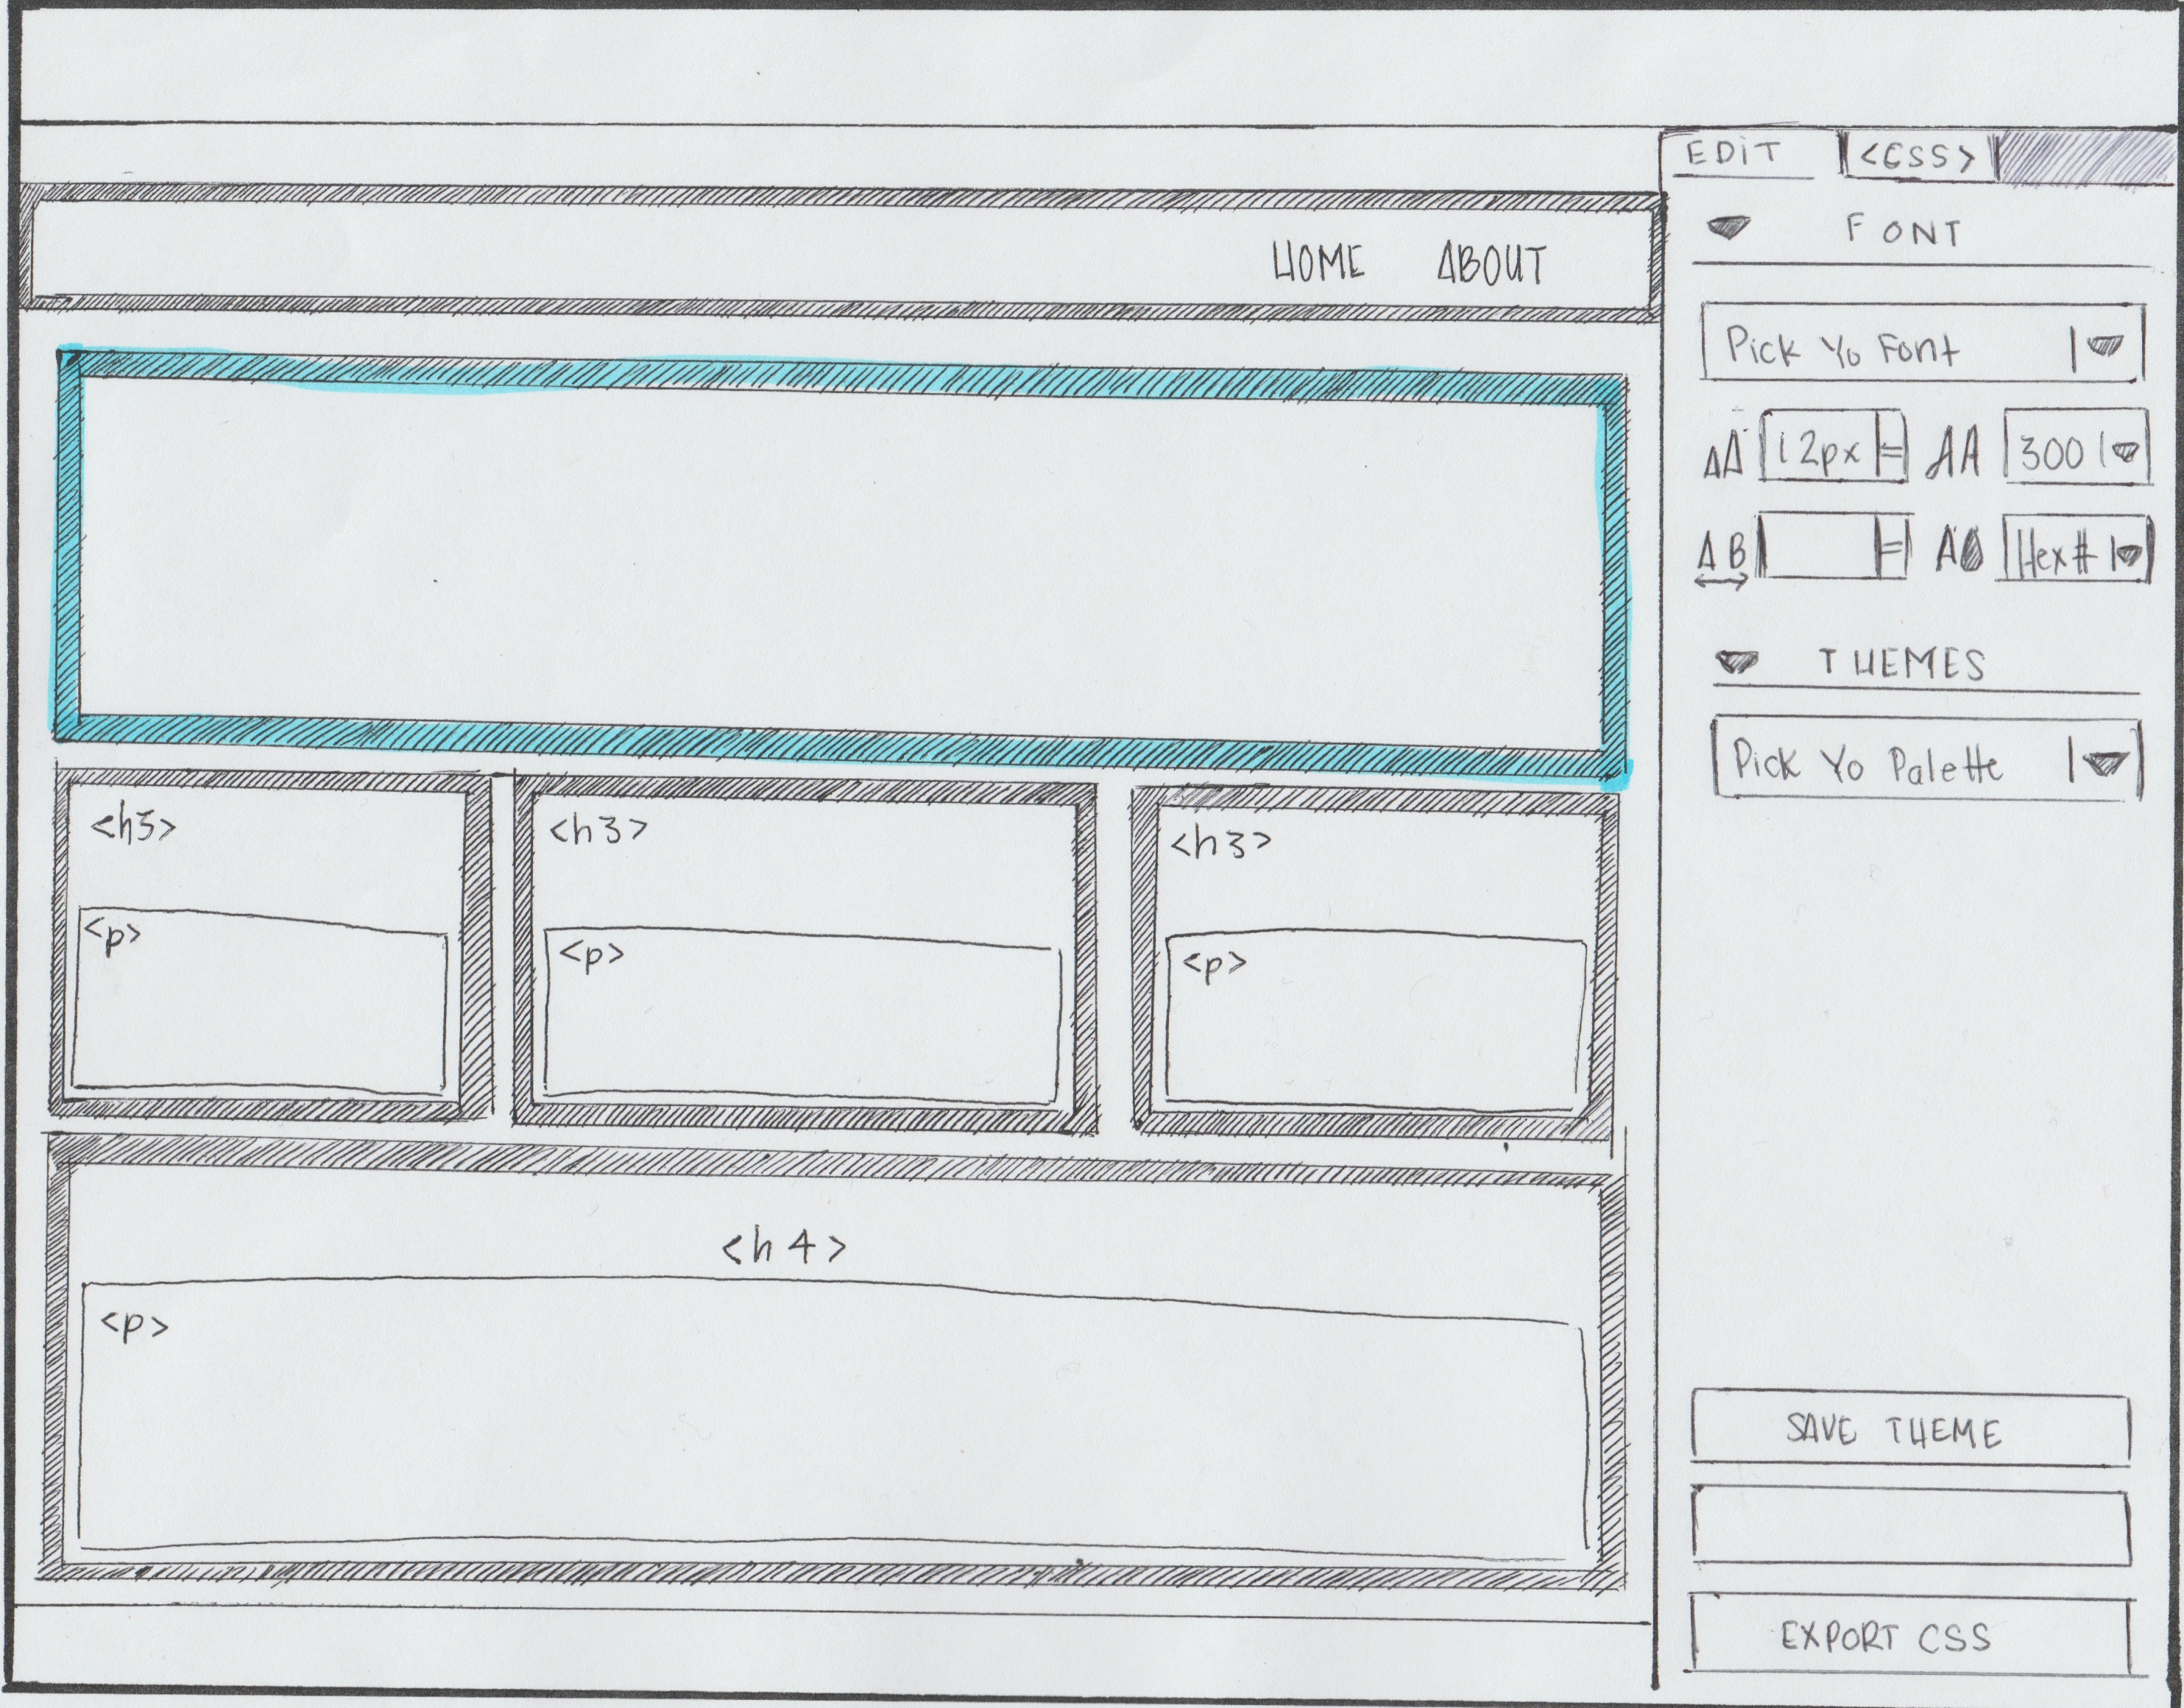 EDIT <CSS>
HOME ABOUT
FONT
Pick Yo Font
AA 12px AA 300
AB A Hex#
THEMES
Pick Yo Palette
<h3> <h3> <h3>
<p> <p> <p>
<h4>
<p>
SAVE THEME
EXPORT CSS